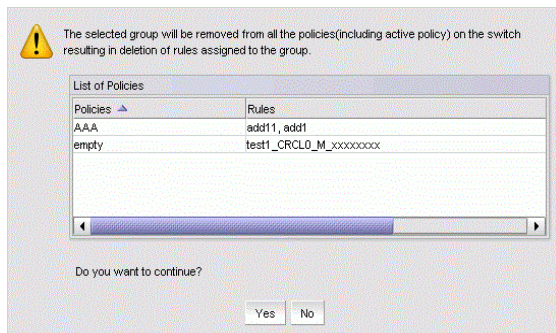 The selected group will be removed from all the policies(including active policy) on the switch
resulting in deletion of rules assigned to the group.
List of Policies
Policies Rules
AAA add11, add1
empty test1_CRCL0_M_xxxxxxxx
Do you want to continue?
Yes No